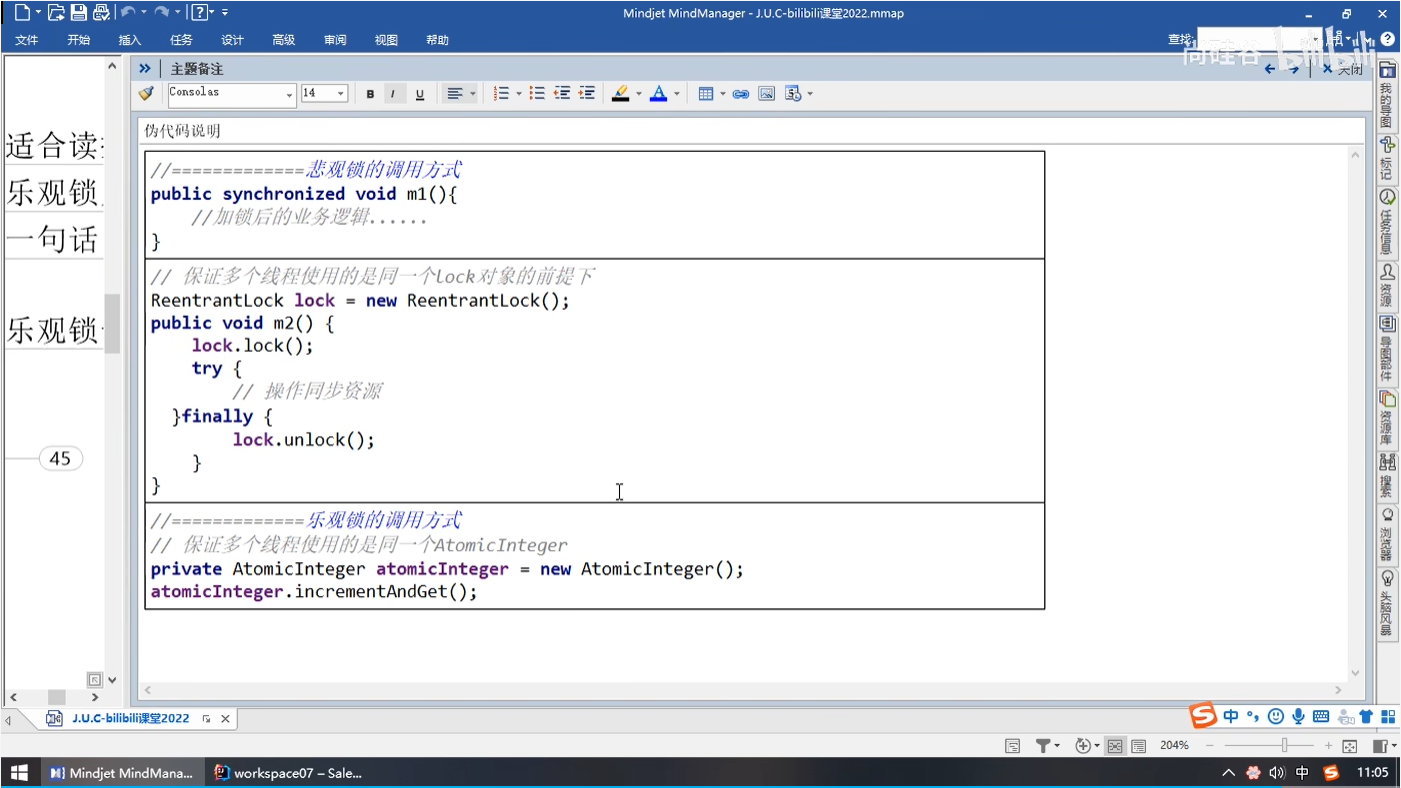 Mindjet MindManager - J.U.C-bilibili课堂2022.mmap
文件 开始 插入 任务 设计 高级 审阅 视图 帮助
查找:
尚硅谷 bilibili
主题备注
关闭
Consolas 14 B I U
伪代码说明
适合读
乐观锁
一句话
乐观锁
45
//=============悲观锁的调用方式
public synchronized void m1(){
//加锁后的业务逻辑......
}
// 保证多个线程使用的是同一个lock对象的前提下
ReentrantLock lock = new ReentrantLock();
public void m2() {
lock.lock();
try {
// 操作同步资源
}finally {
lock.unlock();
}
}
//=============乐观锁的调用方式
// 保证多个线程使用的是同一个AtomicInteger
private AtomicInteger atomicInteger = new AtomicInteger();
atomicInteger.incrementAndGet();
我的导图
标记
任务信息
资源
导图部件
资源库
搜索
浏览器
头脑风暴
J.U.C-bilibili课堂2022
中
204%
Mindjet MindMana...
workspace07 – Sale...
中
11:05